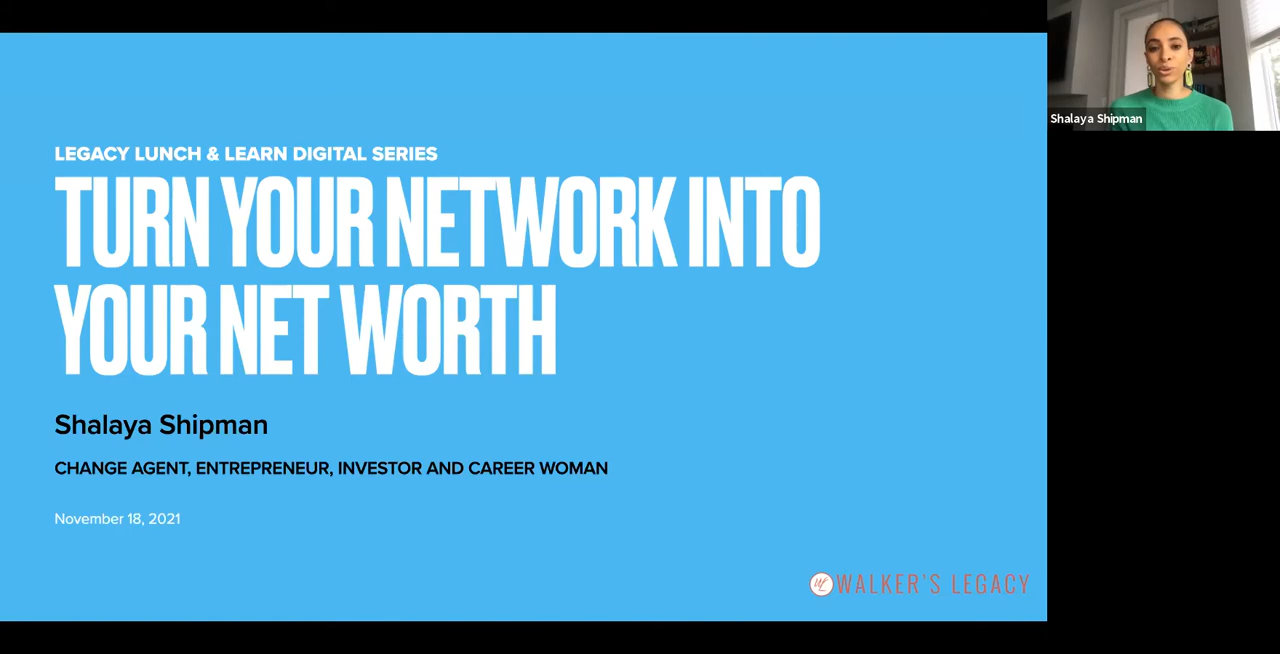 LEGACY LUNCH & LEARN DIGITAL SERIES
TURN YOUR NETWORK INTO
YOUR NET WORTH
Shalaya Shipman
CHANGE AGENT, ENTREPRENEUR, INVESTOR AND CAREER WOMAN
November 18, 2021
WL WALKER'S LEGACY
Shalaya Shipman